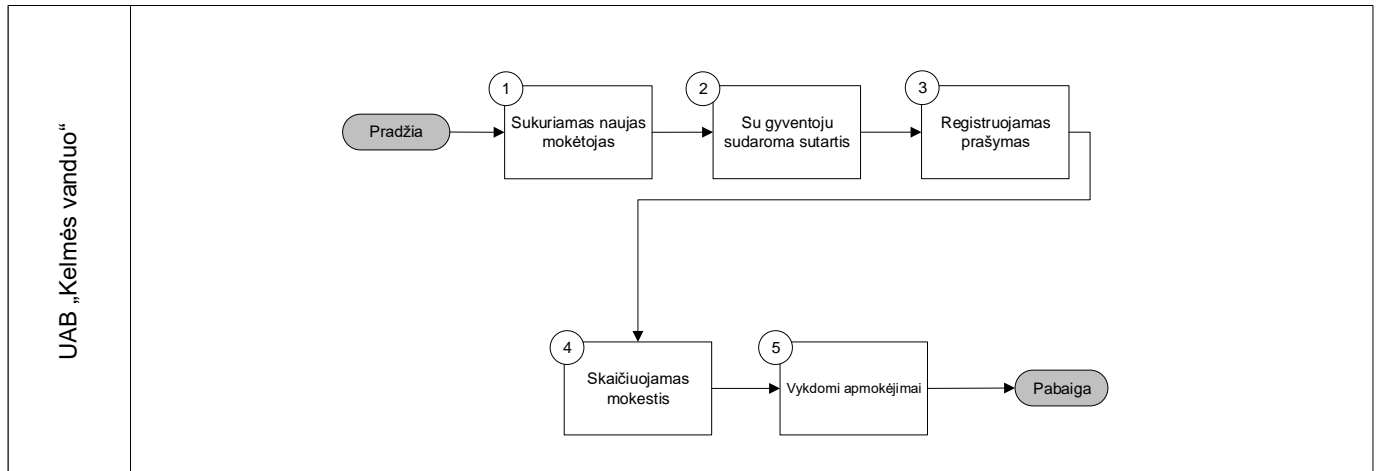 UAB „Kelmės vanduo“
Pradžia
1
Sukuriamas naujas
mokėtojas
2
Su gyventoju
sudaroma sutartis
3
Registruojamas
prašymas
4
Skaičiuojamas
mokestis
5
Vykdomi apmokėjimai
Pabaiga